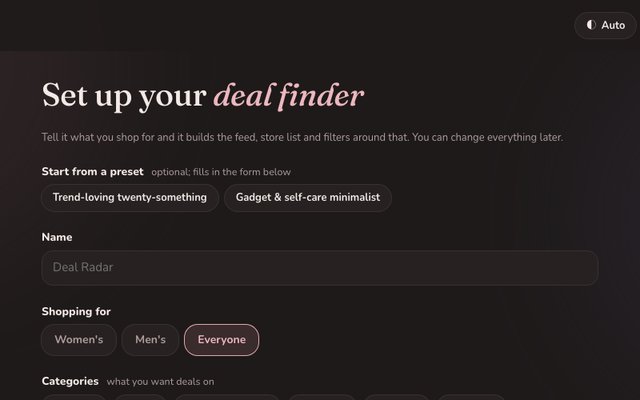 Auto
Set up your deal finder
Tell it what you shop for and it builds the feed, store list and filters around that. You can change everything later.
Start from a preset optional; fills in the form below
Trend-loving twenty-something Gadget & self-care minimalist
Name
Deal Radar
Shopping for
Women's Men's Everyone
Categories what you want deals on